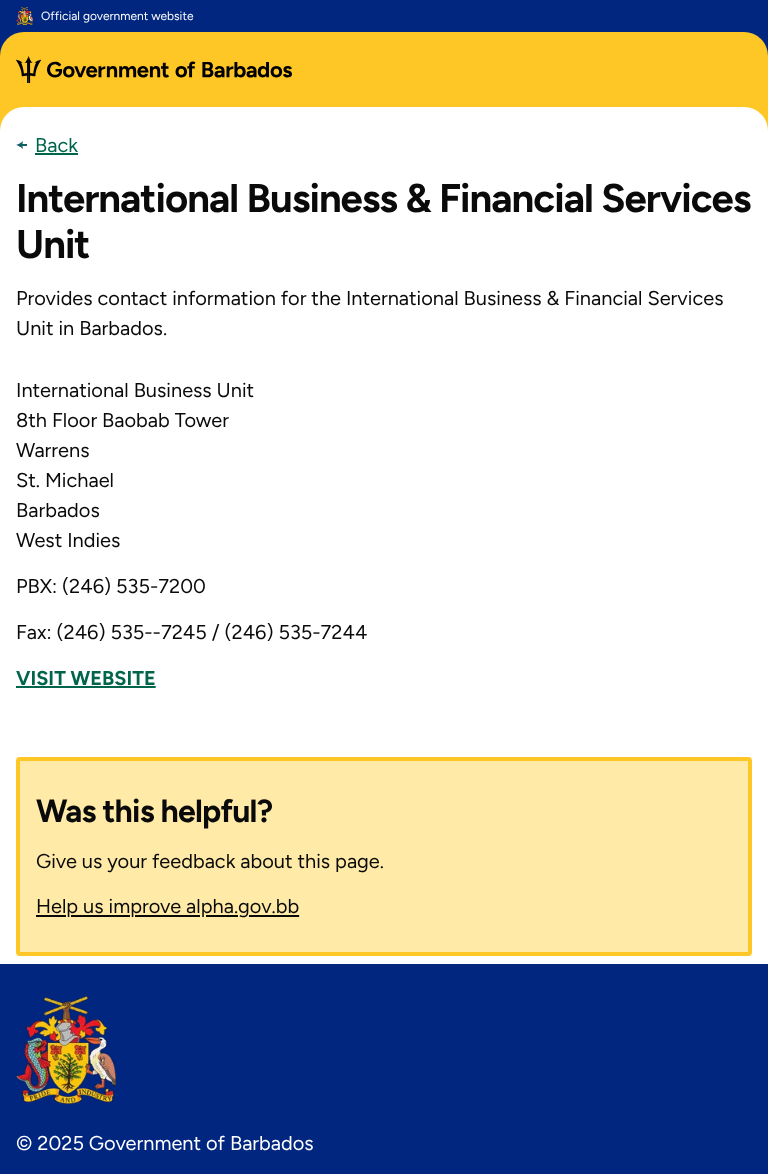 Official government website
Government of Barbados
Back
International Business & Financial Services
Unit
Provides contact information for the International Business & Financial Services
Unit in Barbados.
International Business Unit
8th Floor Baobab Tower
Warrens
St. Michael
Barbados
West Indies
PBX: (246) 535-7200
Fax: (246) 535--7245 / (246) 535-7244
VISIT WEBSITE
Was this helpful?
Give us your feedback about this page.
Help us improve alpha.gov.bb
PRIDE AND INDUSTRY
© 2025 Government of Barbados